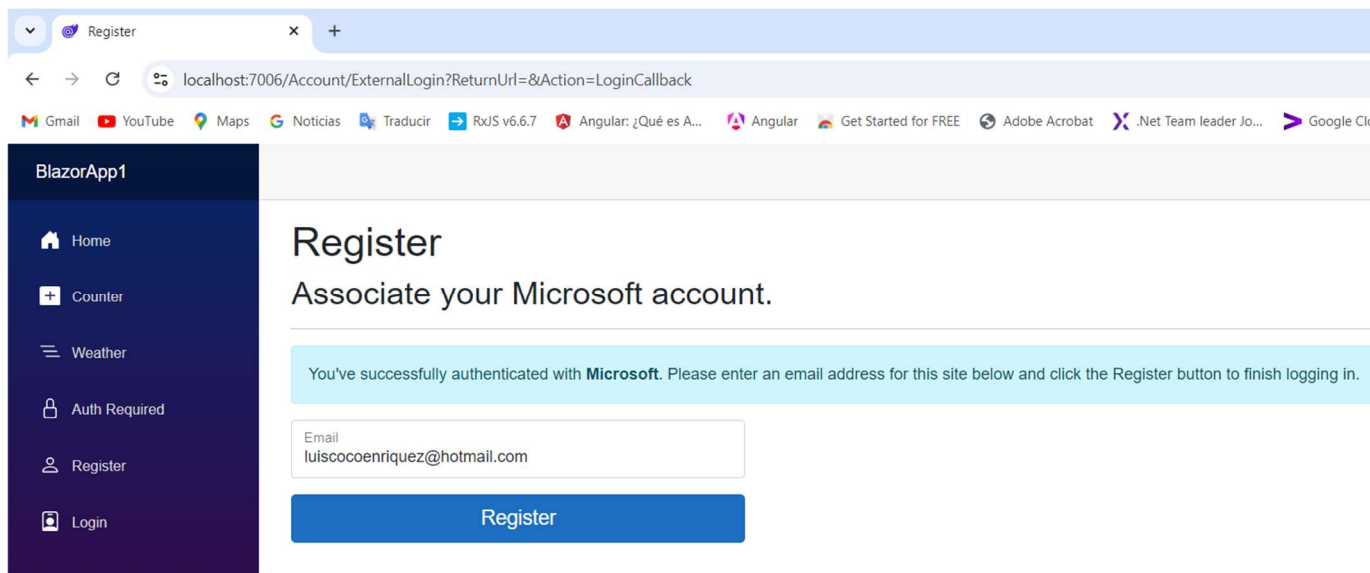 Register
localhost:7006/Account/ExternalLogin?ReturnUrl=&Action=LoginCallback
Gmail YouTube Maps Noticias Traducir RxJS v6.6.7 Angular: ¿Qué es A... Angular Get Started for FREE Adobe Acrobat .Net Team leader Jo... Google Clo
BlazorApp1
Home
Counter
Weather
Auth Required
Register
Login
Register
Associate your Microsoft account.
You've successfully authenticated with Microsoft. Please enter an email address for this site below and click the Register button to finish logging in.
Email
luiscocoenriquez@hotmail.com
Register